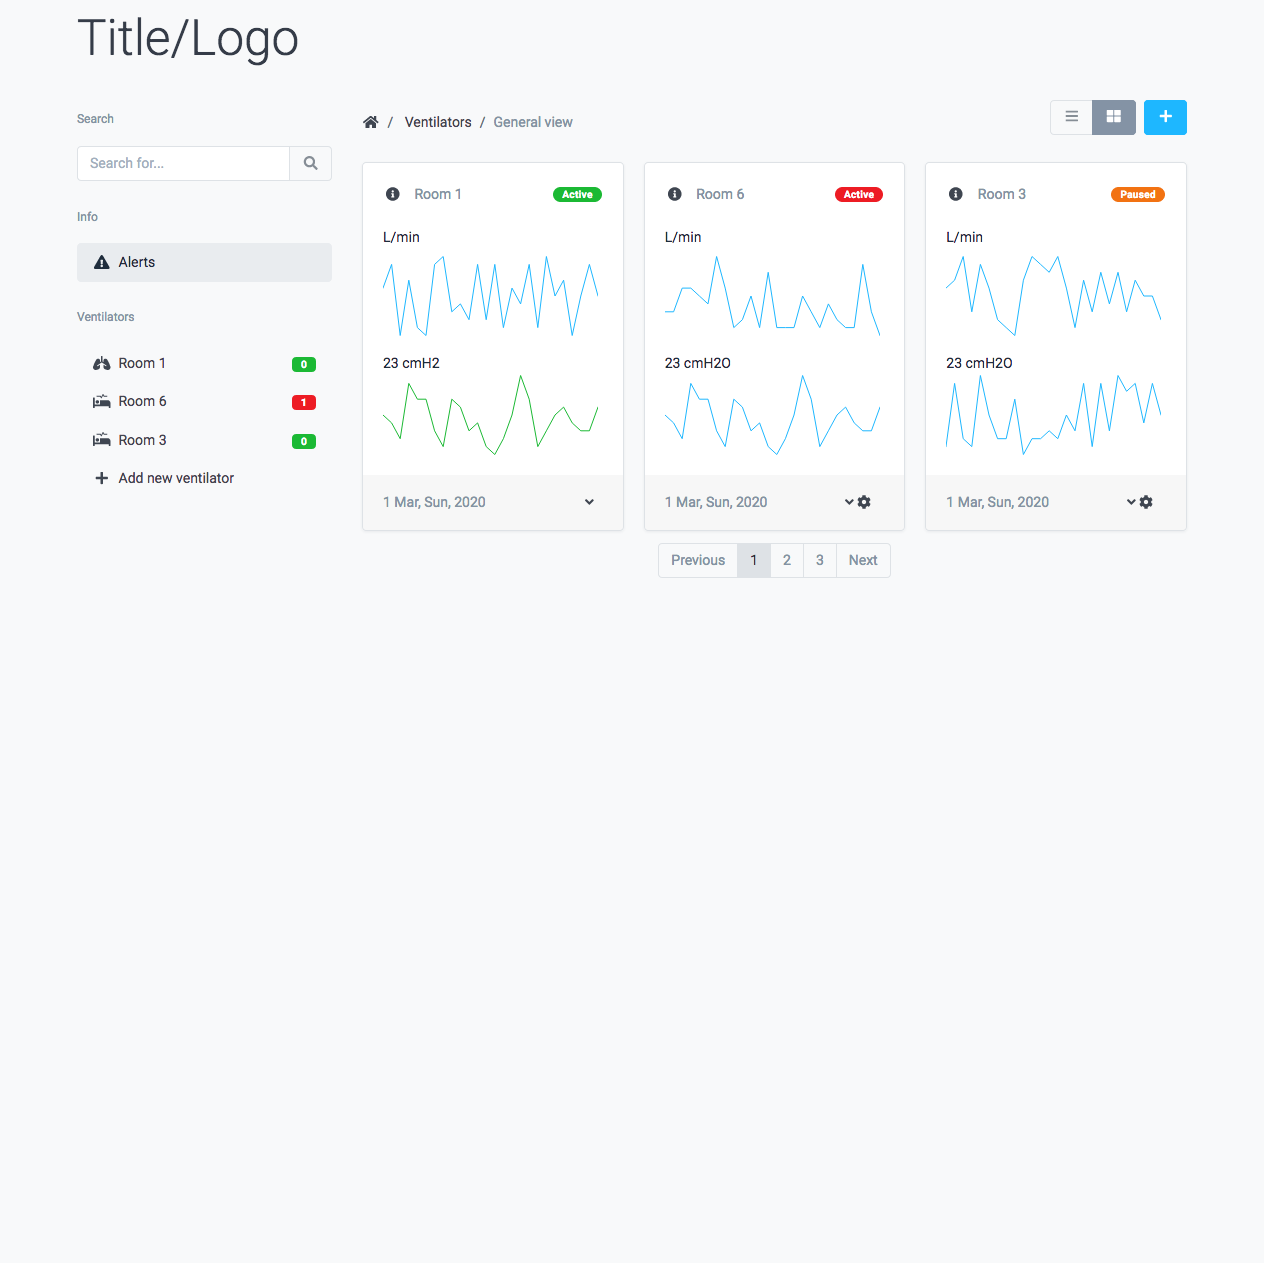 Title/Logo
Search
Search for...
Info
Alerts
Ventilators
Room 1 0
Room 6 1
Room 3 0
Add new ventilator
/ Ventilators / General view
Room 1 Active
L/min
23 cmH2
1 Mar, Sun, 2020
Room 6 Active
L/min
23 cmH2O
1 Mar, Sun, 2020
Room 3 Paused
L/min
23 cmH2O
1 Mar, Sun, 2020
Previous 1 2 3 Next